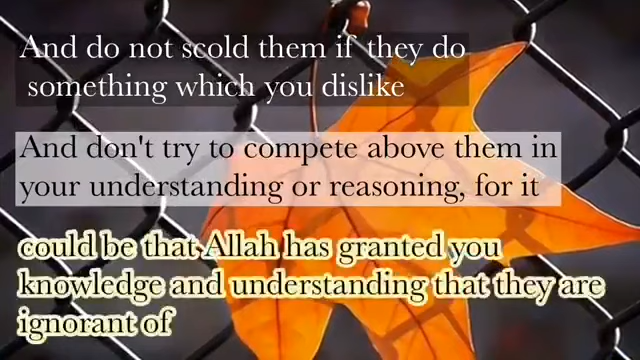 And do not scold them if they do
something which you dislike
And don't try to compete above them in
your understanding or reasoning, for it
could be that Allah has granted you
knowledge and understanding that they are
ignorant of